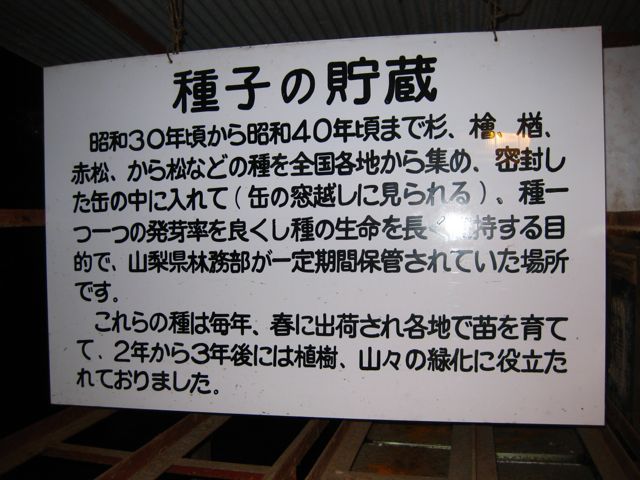 種子の貯蔵
昭和30年頃から昭和40年頃まで杉、檜、楢、
赤松、から松などの種を全国各地から集め、密封し
た缶の中に入れて(缶の窓越しに見られる)、種一
つ一つの発芽率を良くし種の生命を長く 持する目
的で、山梨県林務部が一定期間保管されていた場所
です。
これらの種は毎年、春に出荷され各地で苗を育て
て、2年から3年後には植樹、山々の緑化に役立た
れておりました。